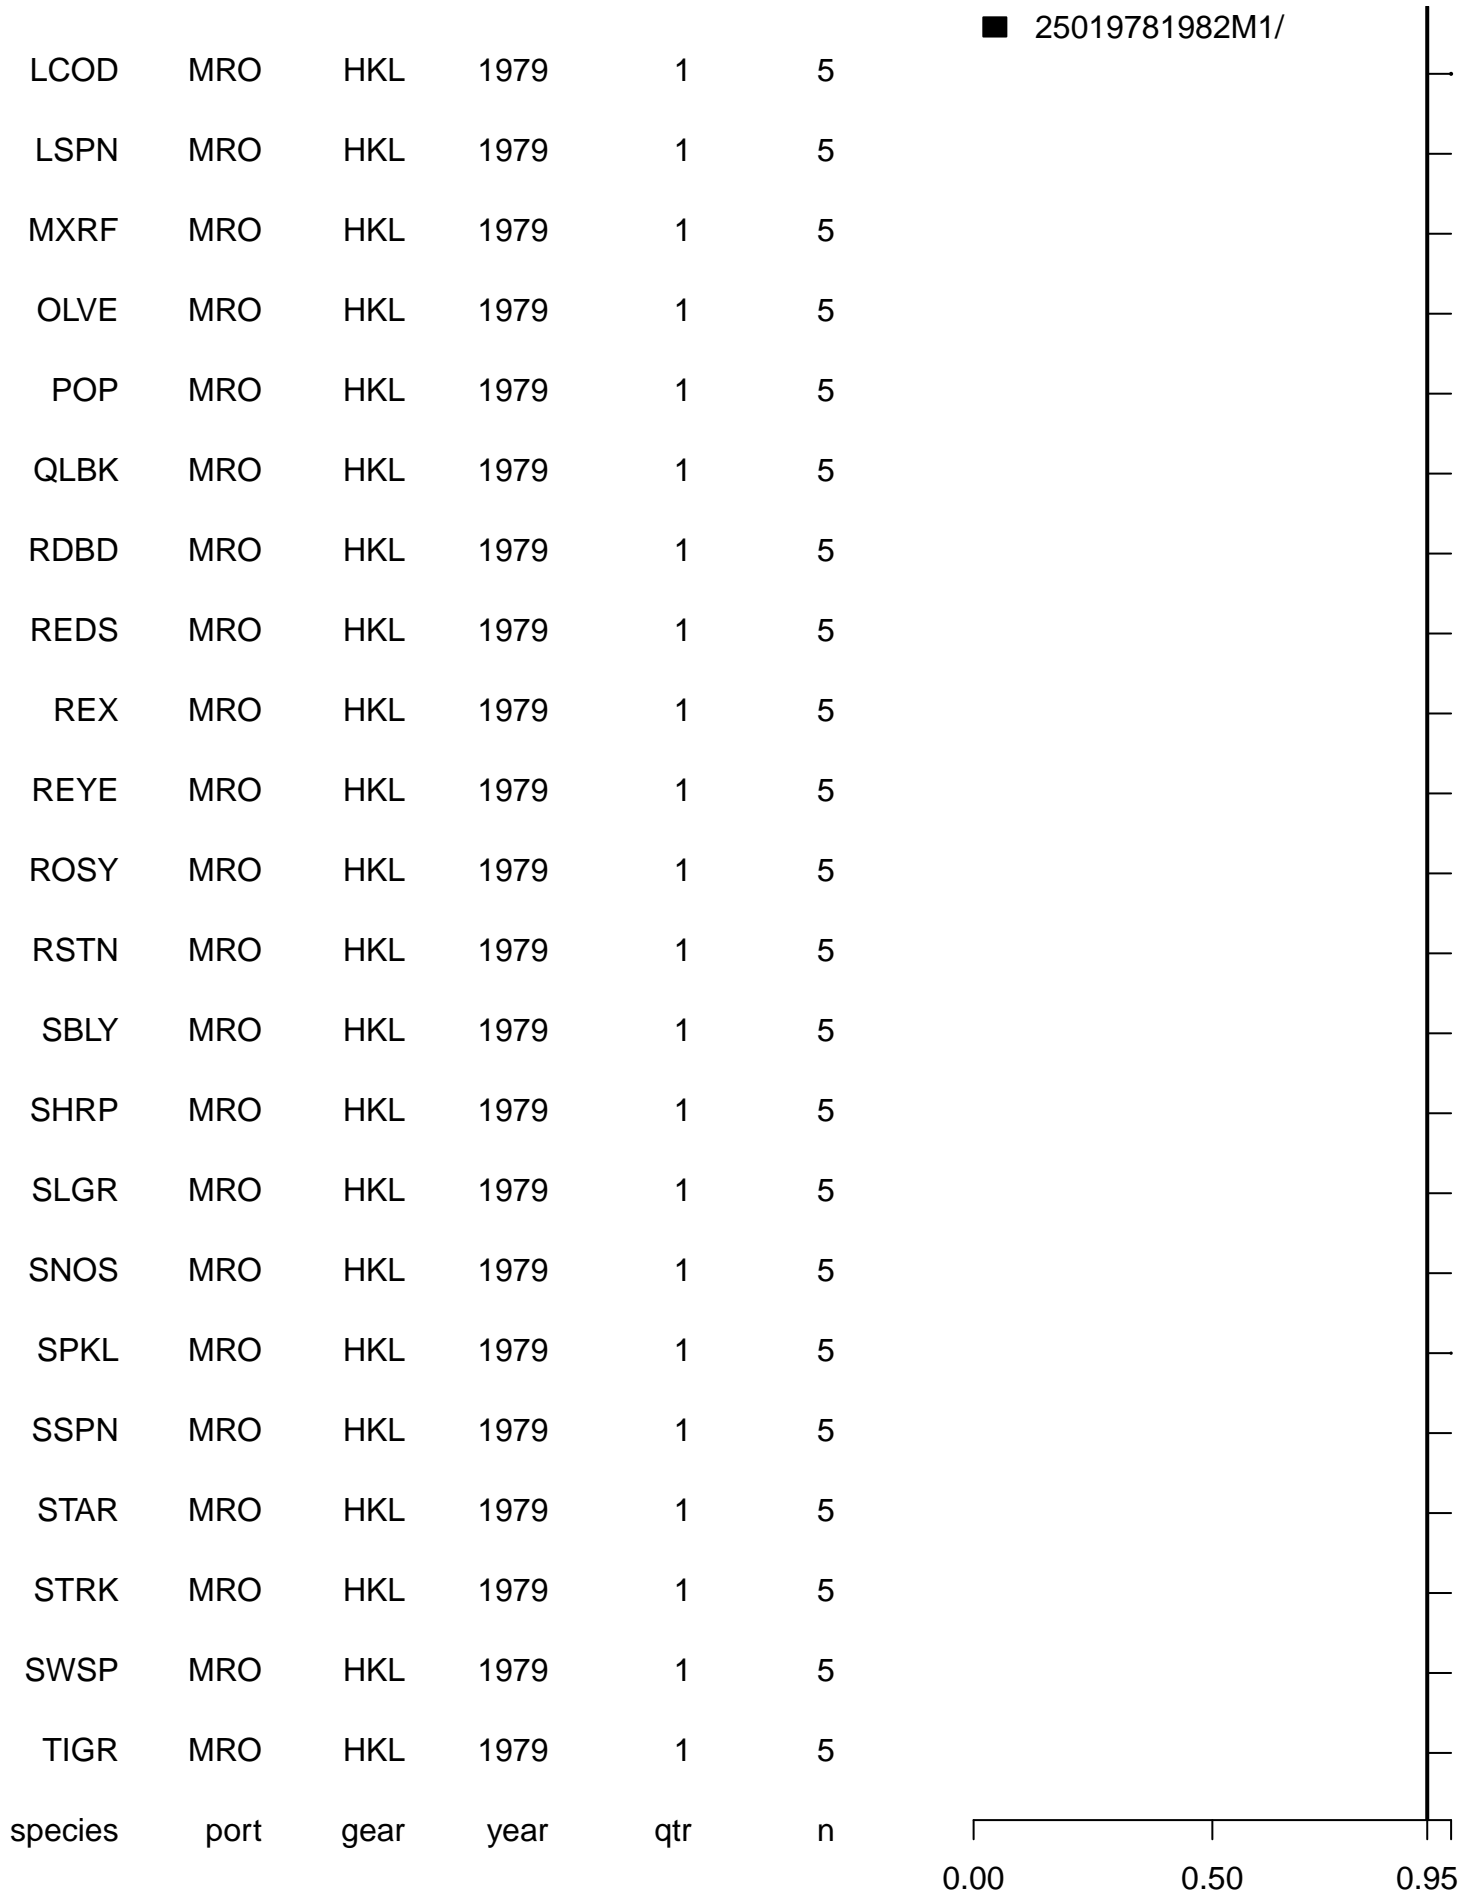 25019781982M1/
LCOD MRO HKL 1979 1 5
LSPN MRO HKL 1979 1 5
MXRF MRO HKL 1979 1 5
OLVE MRO HKL 1979 1 5
POP MRO HKL 1979 1 5
QLBK MRO HKL 1979 1 5
RDBD MRO HKL 1979 1 5
REDS MRO HKL 1979 1 5
REX MRO HKL 1979 1 5
REYE MRO HKL 1979 1 5
ROSY MRO HKL 1979 1 5
RSTN MRO HKL 1979 1 5
SBLY MRO HKL 1979 1 5
SHRP MRO HKL 1979 1 5
SLGR MRO HKL 1979 1 5
SNOS MRO HKL 1979 1 5
SPKL MRO HKL 1979 1 5
SSPN MRO HKL 1979 1 5
STAR MRO HKL 1979 1 5
STRK MRO HKL 1979 1 5
SWSP MRO HKL 1979 1 5
TIGR MRO HKL 1979 1 5
species port gear year qtr n
0.00 0.50 0.95